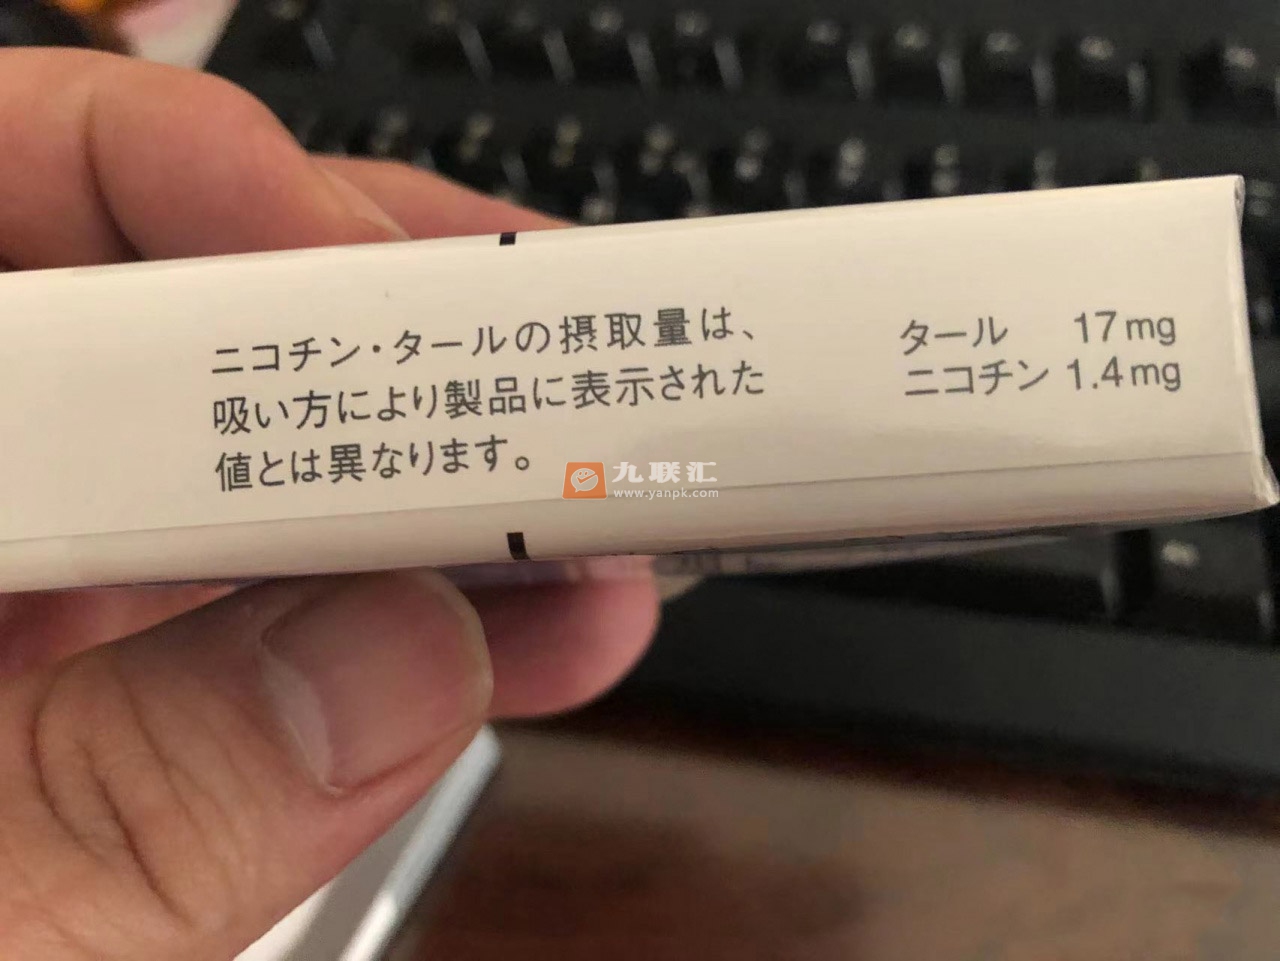 ニコチン・タールの摂取量は、
吸い方により製品に表示された
値とは異なります。
タール 17mg
ニコチン 1.4mg
九联汇
www.yanpk.com